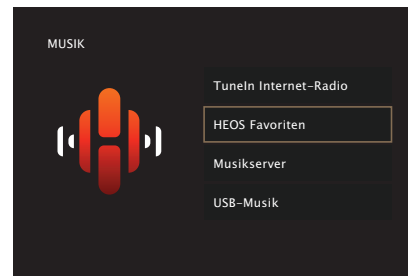 MUSIK
TuneIn Internet-Radio
HEOS Favoriten
Musikserver
USB-Musik